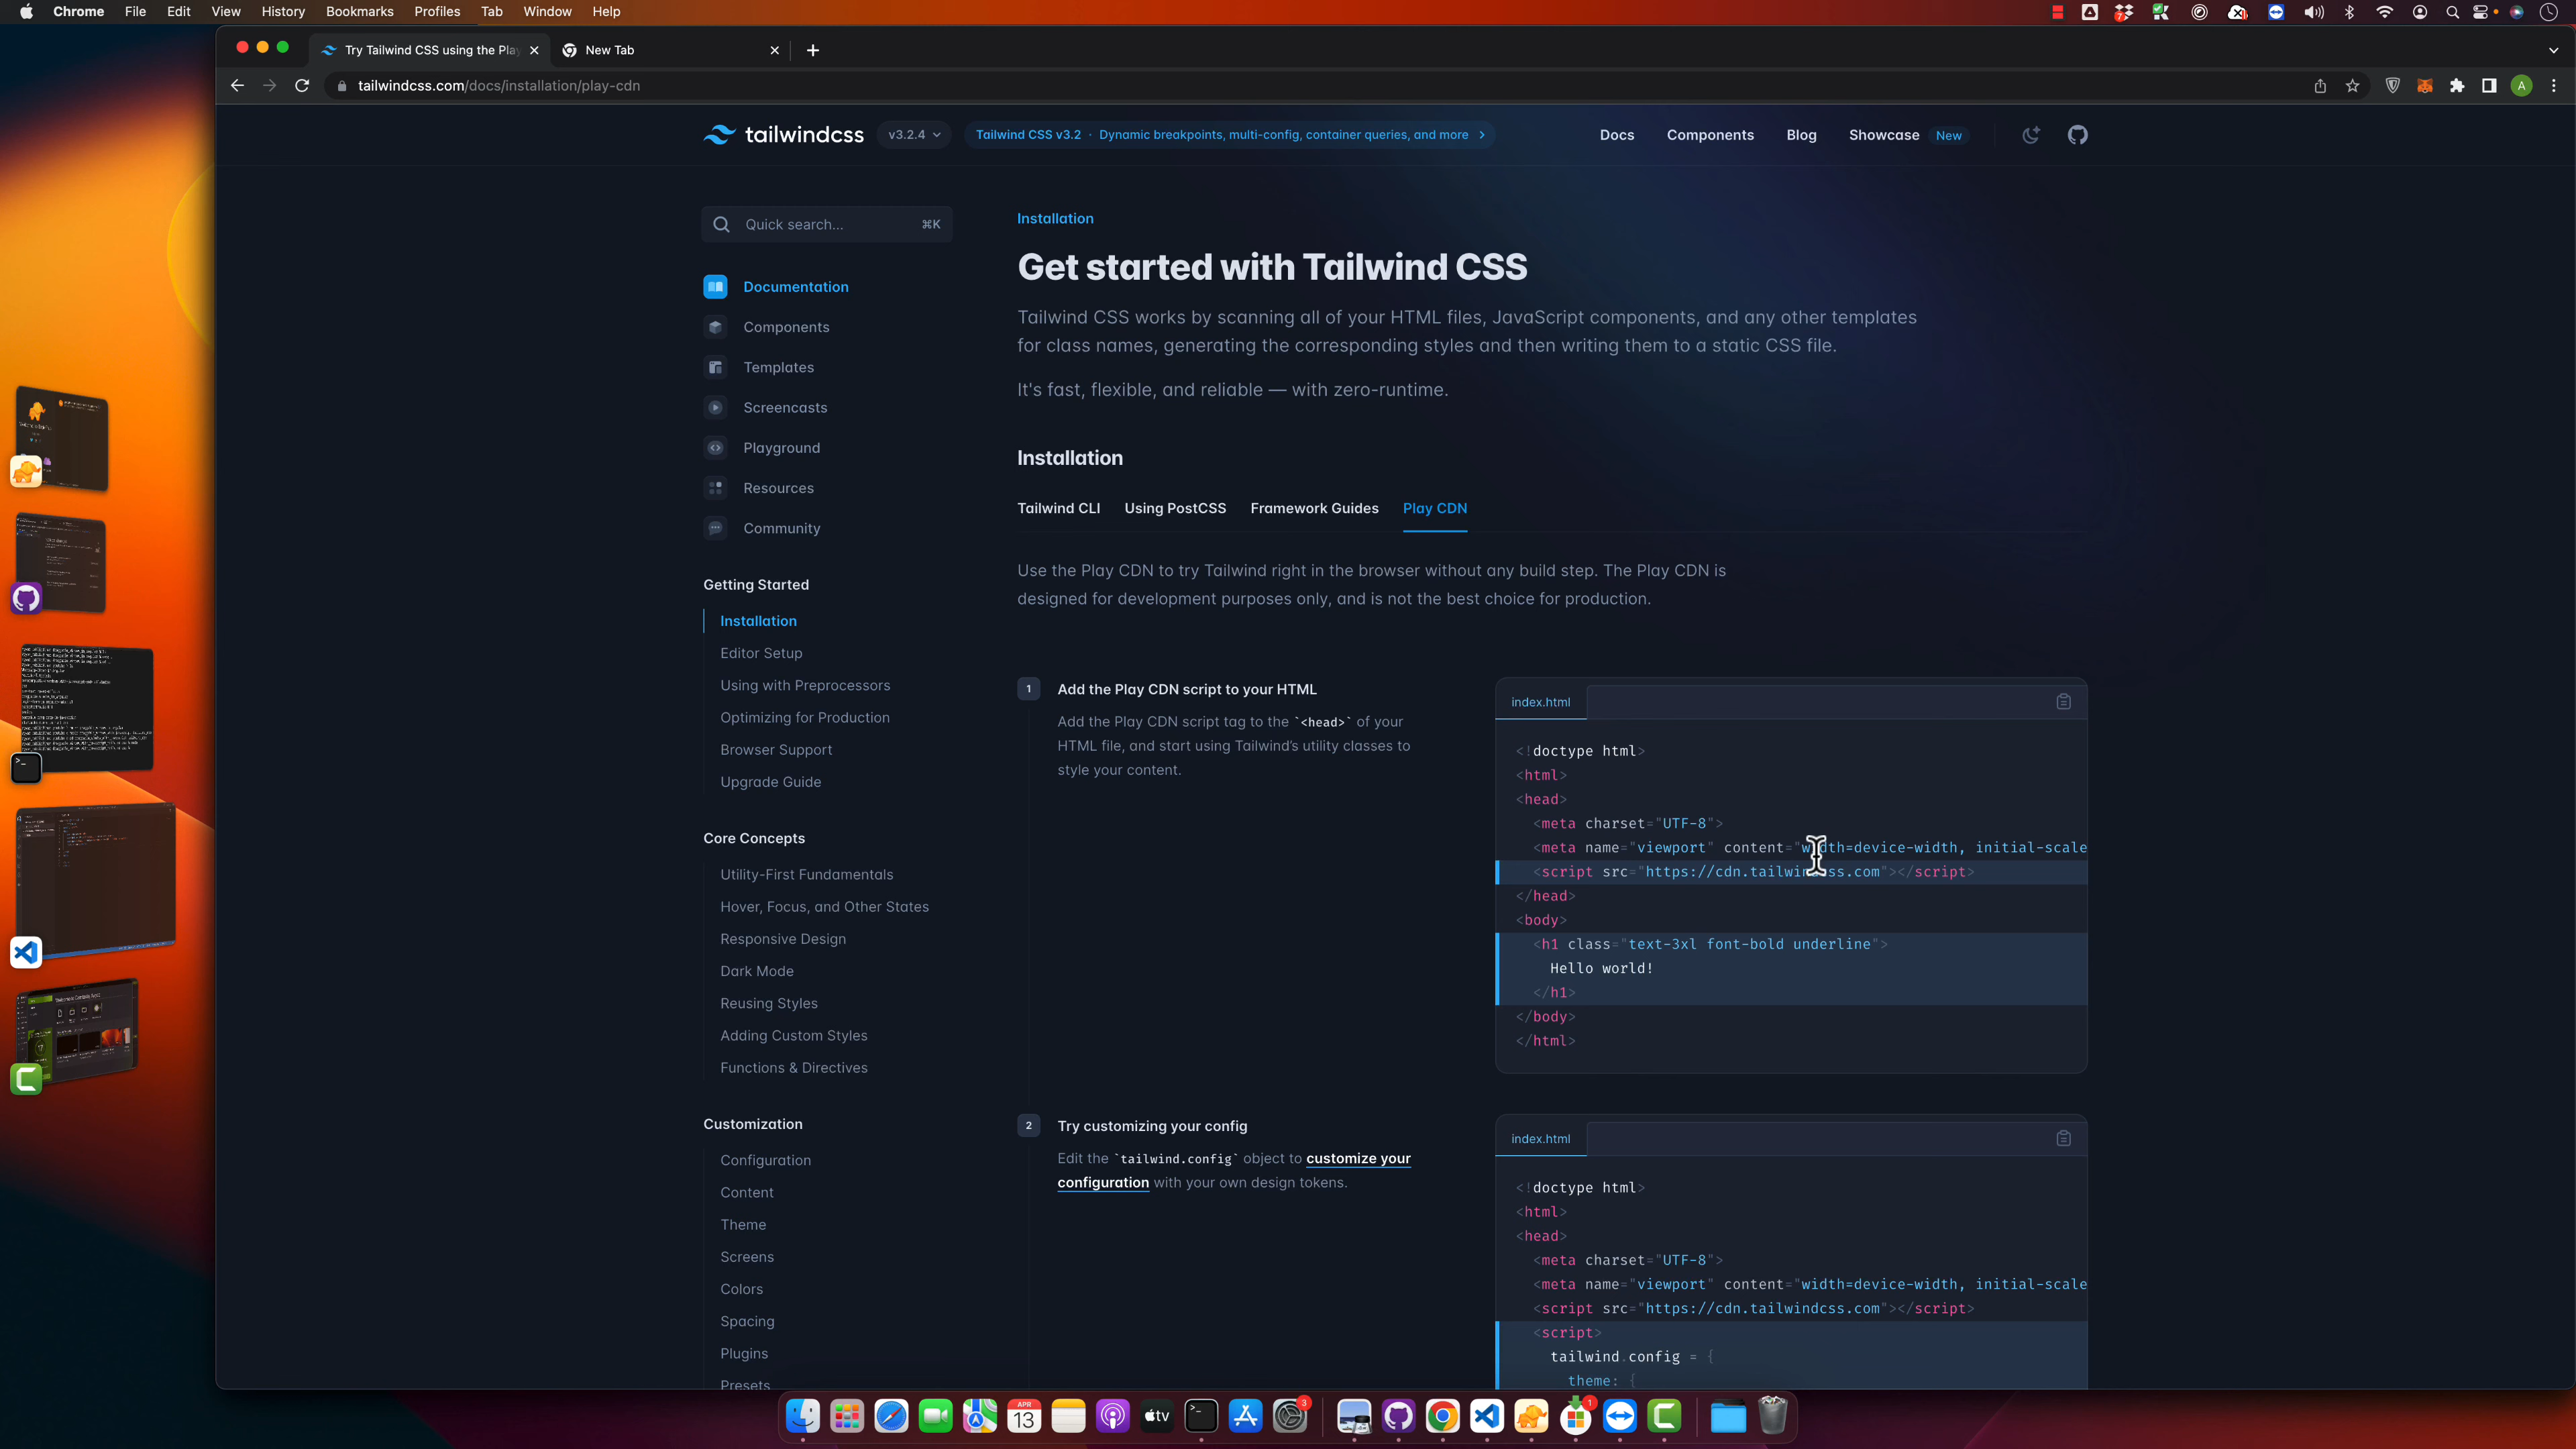 Chrome File Edit View History Bookmarks Profiles Tab Window Help
Try Tailwind CSS using the Play
New Tab
tailwindcss.com/docs/installation/play-cdn
A
tailwindcss
v3.2.4
Tailwind CSS v3.2 · Dynamic breakpoints, multi-config, container queries, and more
Docs Components Blog Showcase New
Quick search... ⌘K
Documentation
Components
Templates
Screencasts
Playground
Resources
Community
Getting Started
Installation
Editor Setup
Using with Preprocessors
Optimizing for Production
Browser Support
Upgrade Guide
Core Concepts
Utility-First Fundamentals
Hover, Focus, and Other States
Responsive Design
Dark Mode
Reusing Styles
Adding Custom Styles
Functions & Directives
Customization
Configuration
Content
Theme
Screens
Colors
Spacing
Plugins
Presets
Installation
Get started with Tailwind CSS
Tailwind CSS works by scanning all of your HTML files, JavaScript components, and any other templates
for class names, generating the corresponding styles and then writing them to a static CSS file.
It's fast, flexible, and reliable — with zero-runtime.
Installation
Tailwind CLI Using PostCSS Framework Guides Play CDN
Use the Play CDN to try Tailwind right in the browser without any build step. The Play CDN is
designed for development purposes only, and is not the best choice for production.
1
Add the Play CDN script to your HTML
Add the Play CDN script tag to the `<head>` of your
HTML file, and start using Tailwind's utility classes to
style your content.
index.html
<!doctype html>
<html>
<head>
<meta charset="UTF-8">
<meta name="viewport" content="width=device-width, initial-scale
<script src="https://cdn.tailwindcss.com"></script>
</head>
<body>
<h1 class="text-3xl font-bold underline">
Hello world!
</h1>
</body>
</html>
2
Try customizing your config
Edit the `tailwind.config` object to customize your
configuration with your own design tokens.
index.html
<!doctype html>
<html>
<head>
<meta charset="UTF-8">
<meta name="viewport" content="width=device-width, initial-scale
<script src="https://cdn.tailwindcss.com"></script>
<script>
tailwind.config = {
theme: {
APR
13
tv
3
1